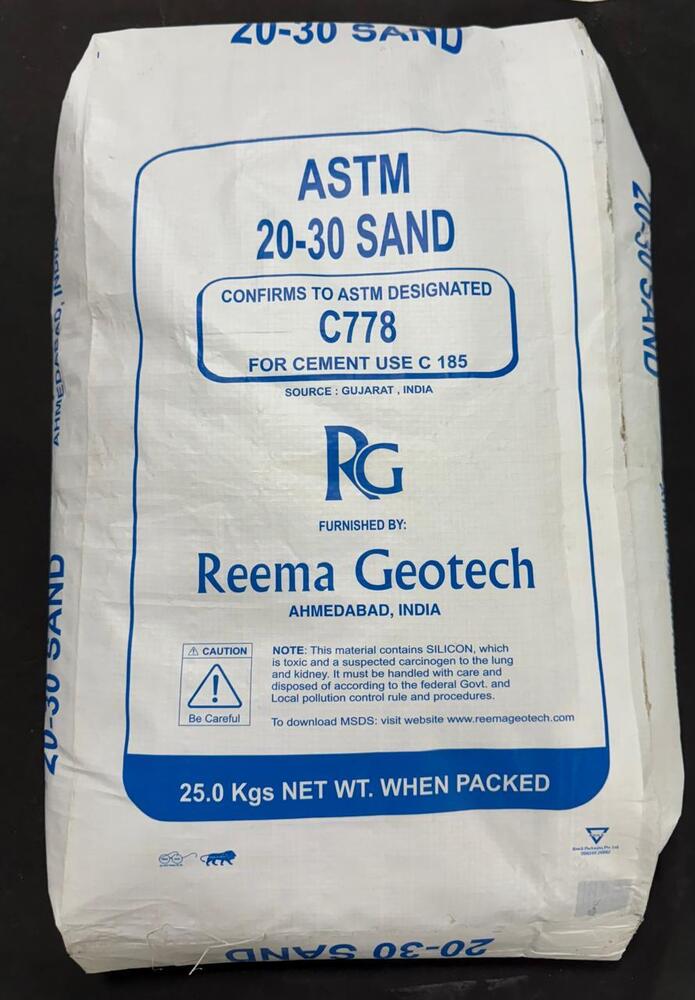 20-30 SAND
ASTM
20-30 SAND
CONFIRMS TO ASTM DESIGNATED
C778
FOR CEMENT USE C 185
SOURCE : GUJARAT , INDIA
RG
FURNISHED BY:
Reema Geotech
AHMEDABAD, INDIA
CAUTION
Be Careful
NOTE: This material contains SILICON, which
is toxic and a suspected carcinogen to the lung
and kidney. It must be handled with care and
disposed of according to the federal Govt. and
Local pollution control rule and procedures.
To download MSDS: visit website www.reemageotech.com
25.0 Kgs NET WT. WHEN PACKED
20-30 SAND
AHMEDABAD, INDIA
20-30 SAND
20-30 SAND